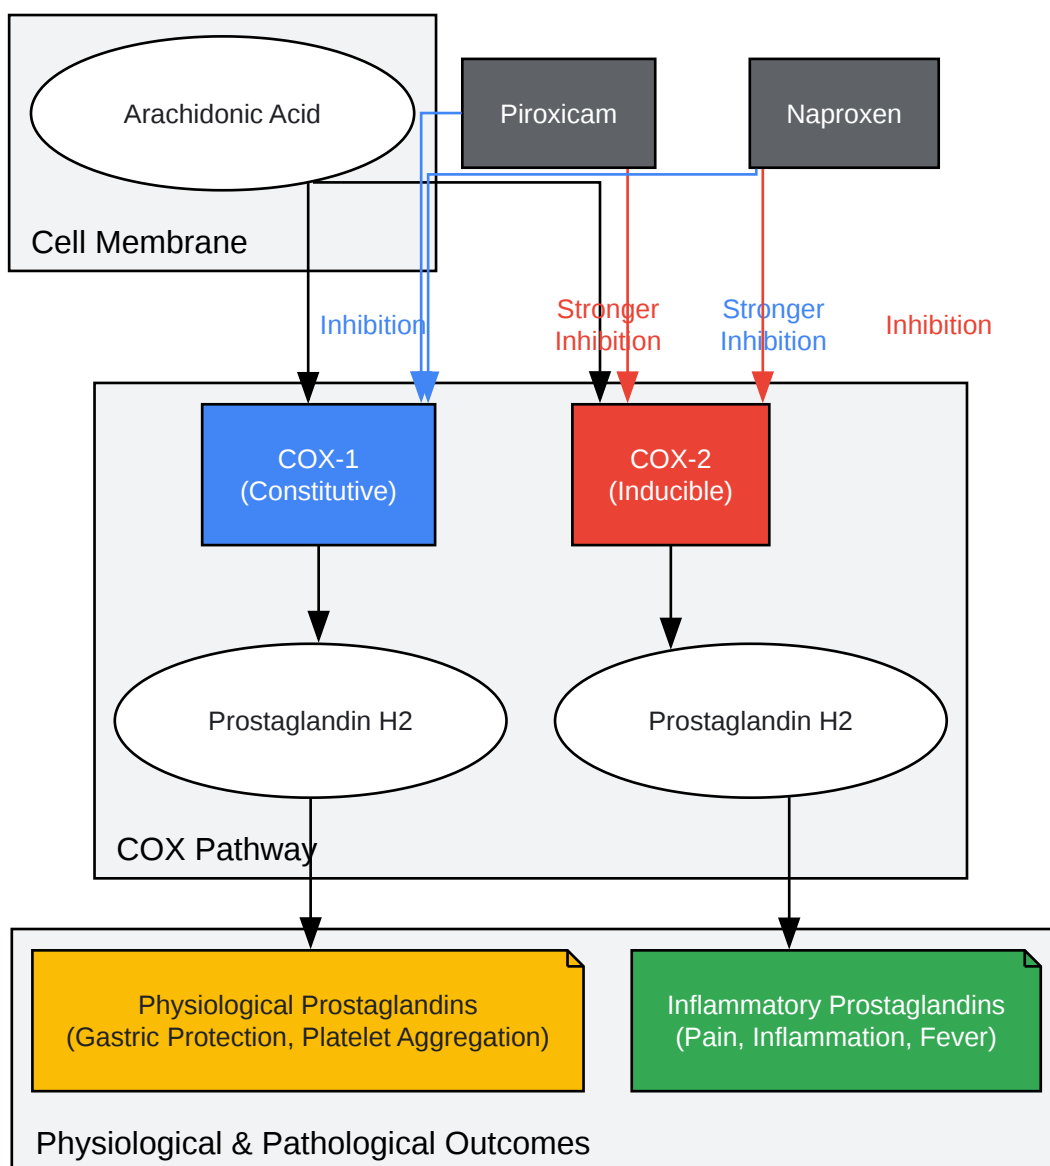 Arachidonic Acid
Piroxicam
Naproxen
Cell Membrane
Inhibition
Stronger
Inhibition
Stronger
Inhibition
Inhibition
COX-1
(Constitutive)
COX-2
(Inducible)
Prostaglandin H2
Prostaglandin H2
COX Pathway
Physiological Prostaglandins
(Gastric Protection, Platelet Aggregation)
Inflammatory Prostaglandins
(Pain, Inflammation, Fever)
Physiological & Pathological Outcomes